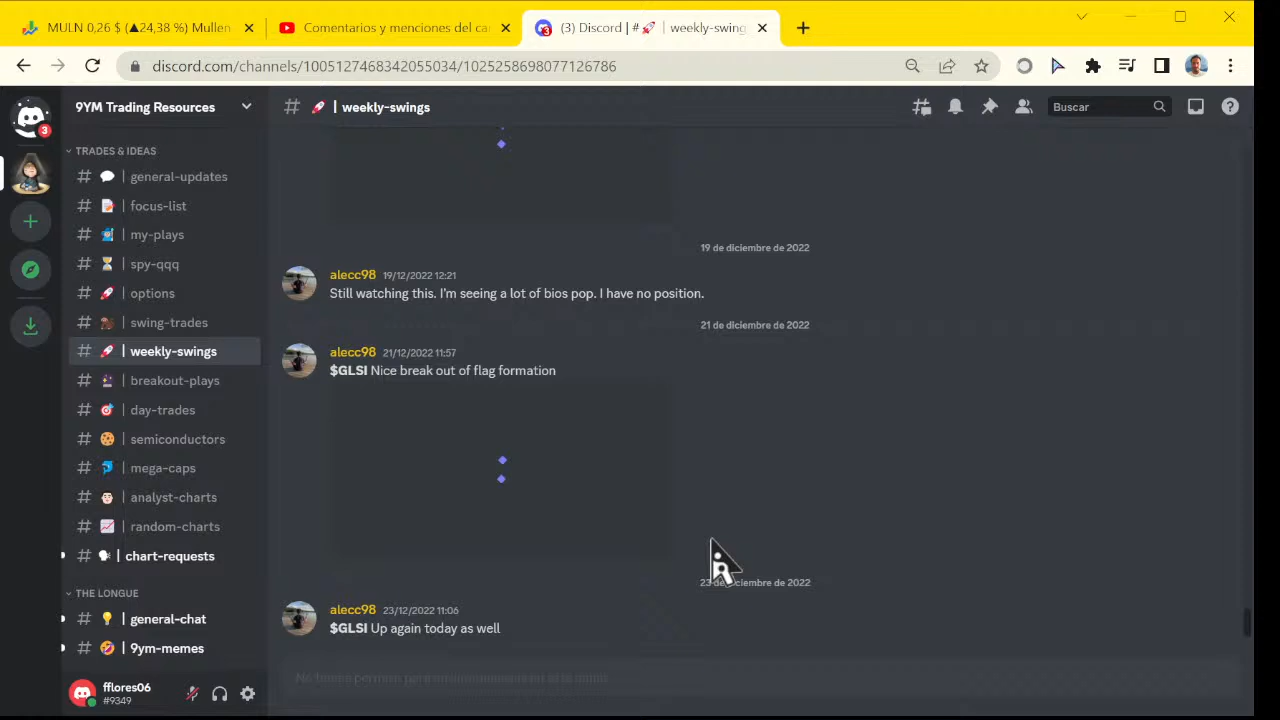 MULN 0,26 $ (▲24,38 %) Mullen
Comentarios y menciones del ca
(3) Discord | # 🚀 | weekly-swing
discord.com/channels/1005127468342055034/1025258698077126786
9YM Trading Resources
# 🚀 | weekly-swings
Buscar
3
TRADES & IDEAS
# 💬 | general-updates
# 📝 | focus-list
# | my-plays
# ⏳ | spy-qqq
# 🚀 | options
# | swing-trades
# 🚀 | weekly-swings
# | breakout-plays
# 🎯 | day-trades
# 🍪 | semiconductors
# | mega-caps
# | analyst-charts
# 📈 | random-charts
# 🗣 | chart-requests
THE LONGUE
# 💡 | general-chat
# 🤣 | 9ym-memes
fflores06
#9349
19 de diciembre de 2022
alecc98 19/12/2022 12:21
Still watching this. I'm seeing a lot of bios pop. I have no position.
21 de diciembre de 2022
alecc98 21/12/2022 11:57
$GLSI Nice break out of flag formation
23 de diciembre de 2022
alecc98 23/12/2022 11:06
$GLSI Up again today as well